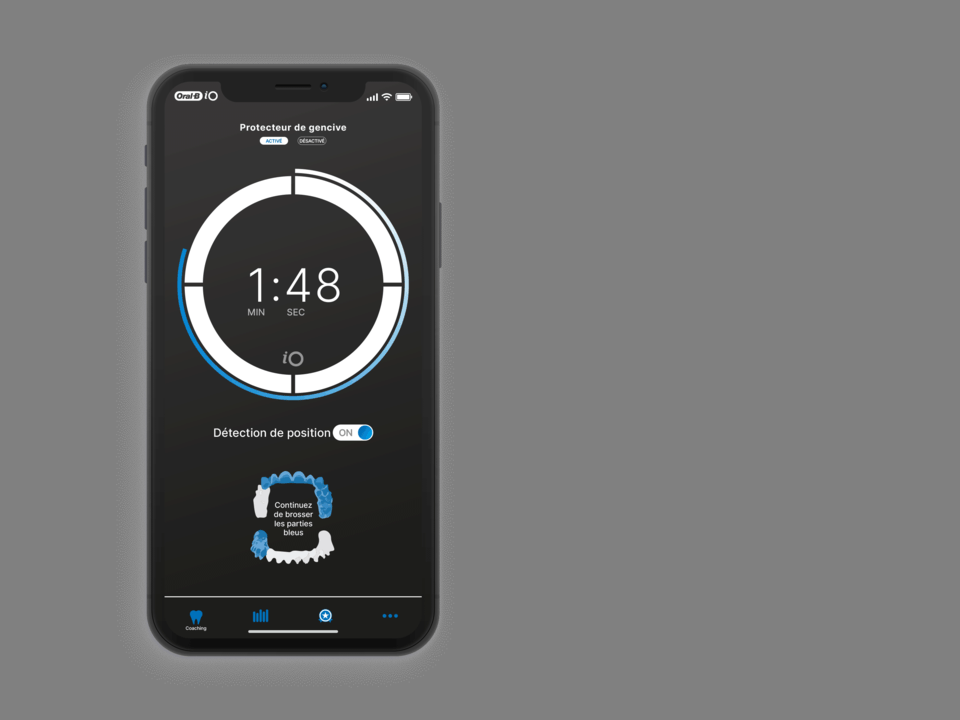 Oral-B iO
Protecteur de gencive
ACTIVÉ DÉSACTIVÉ
1:48
MIN SEC
iO
Détection de position ON
Continuez
de brosser
les parties
bleus
Coaching